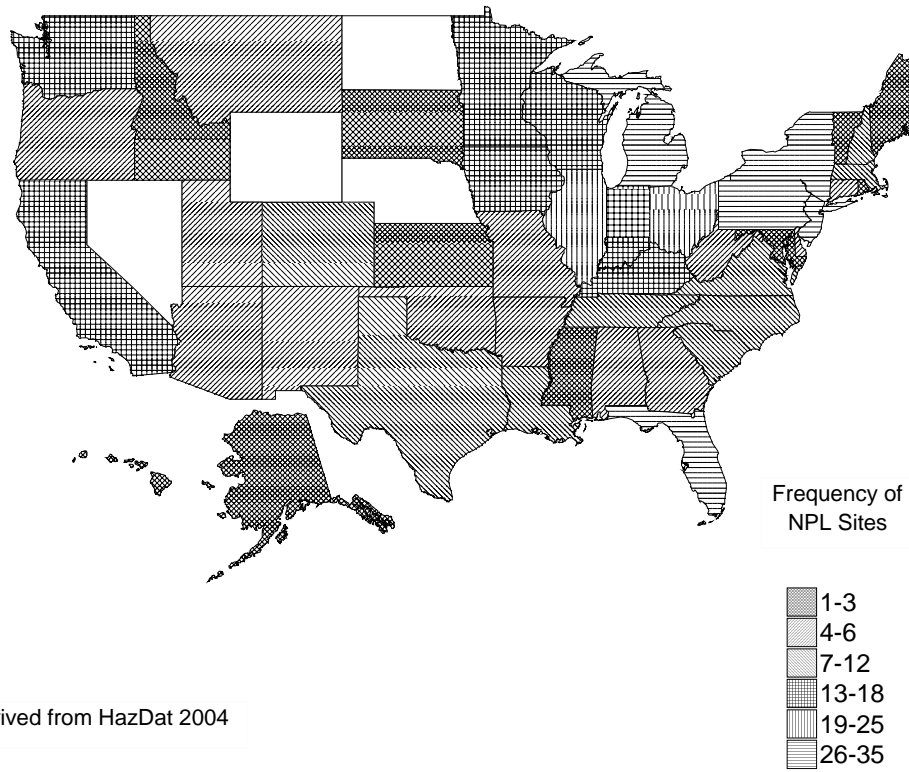 Frequency of
NPL Sites
1-3
4-6
7-12
13-18
19-25
26-35
rived from HazDat 2004